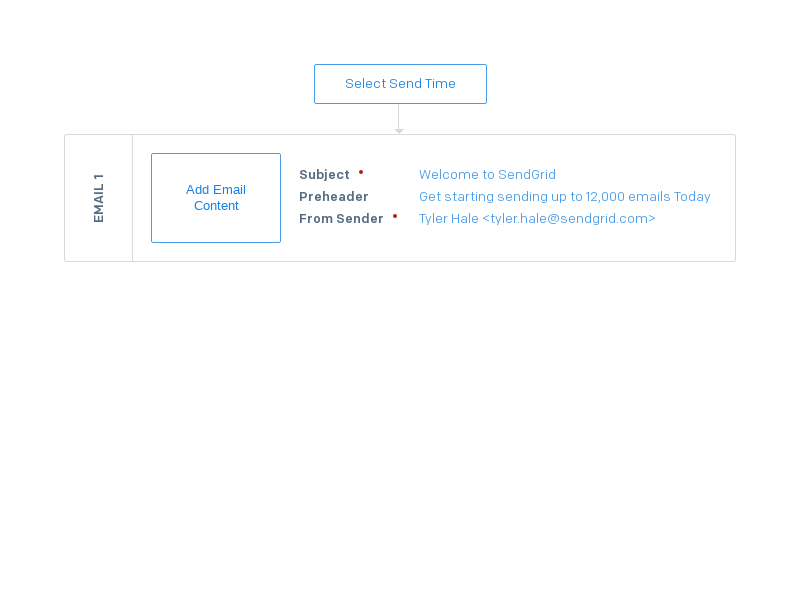 Select Send Time
EMAIL 1
Add Email
Content
Subject •
Welcome to SendGrid
Preheader
Get starting sending up to 12,000 emails Today
From Sender •
Tyler Hale <tyler.hale@sendgrid.com>